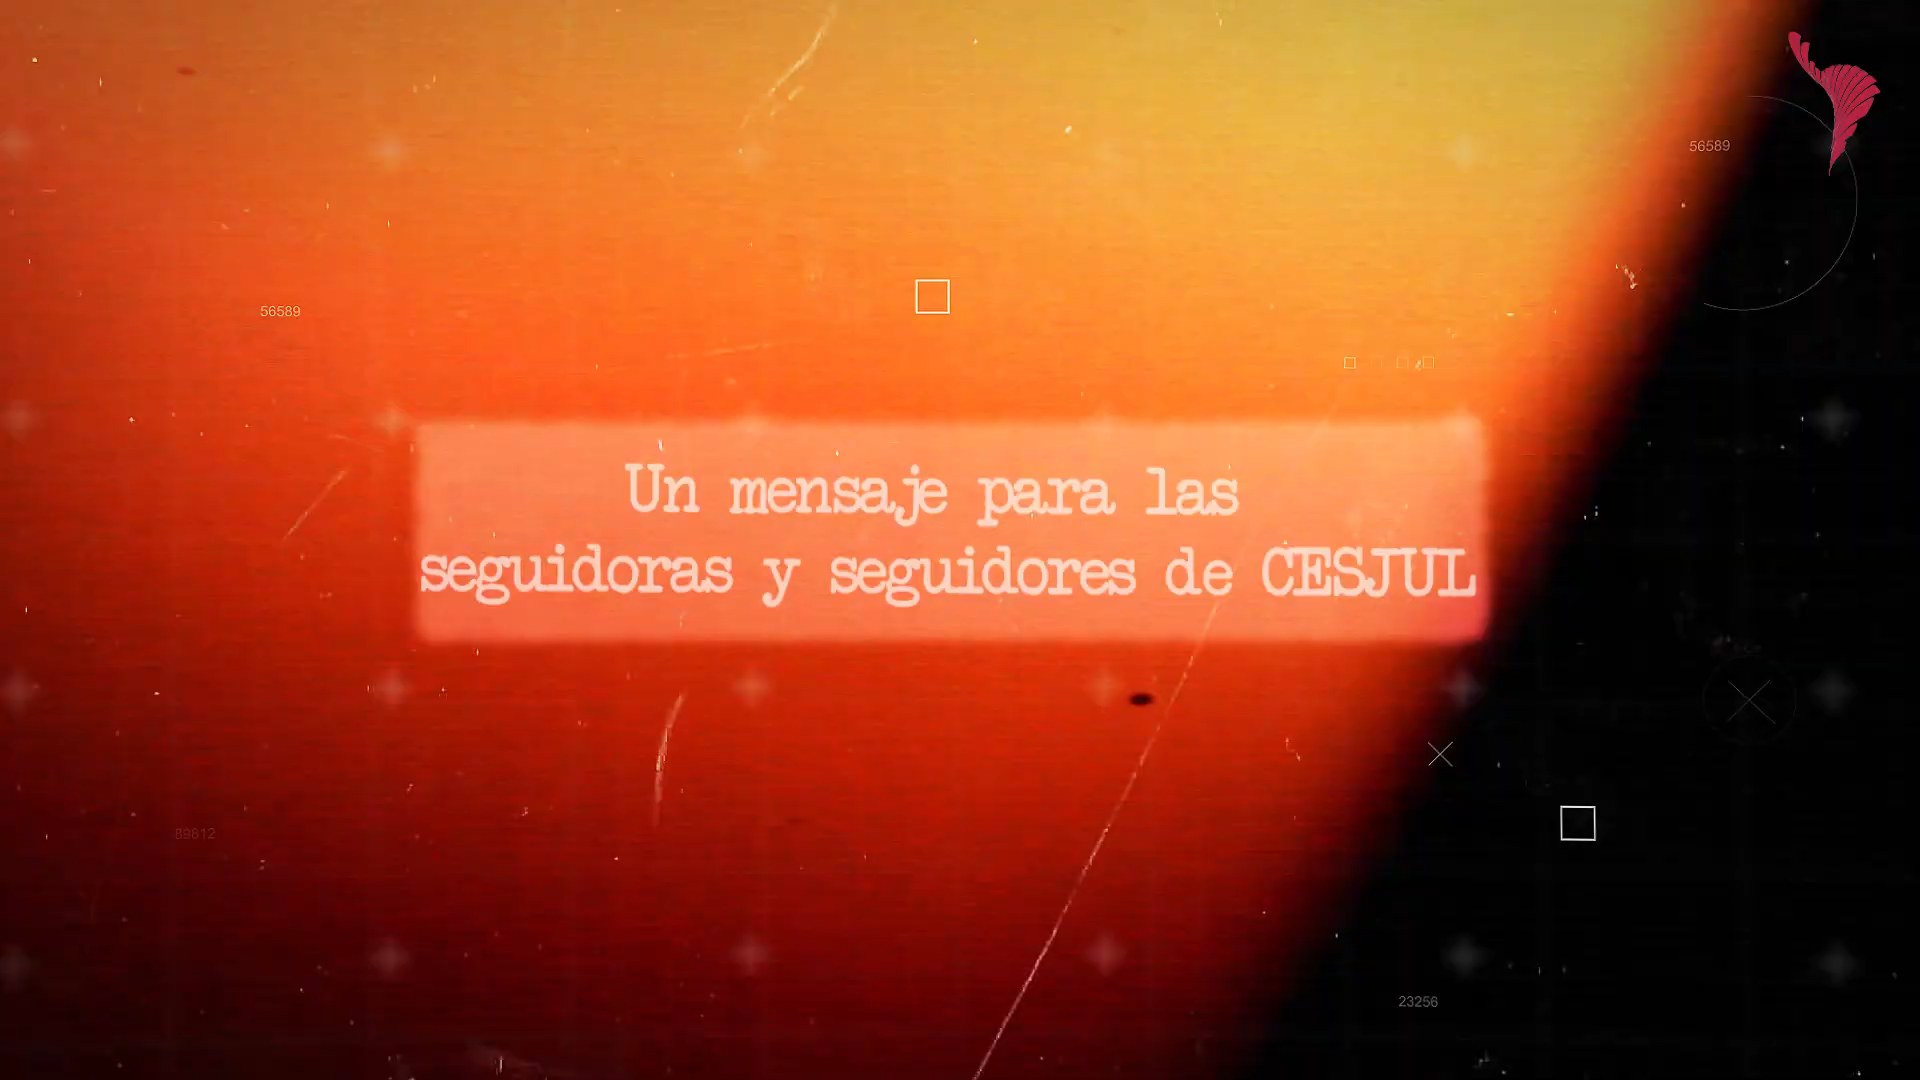 56589
56589
Un mensaje para las
seguidoras y seguidores de CESJUL
89812
23256